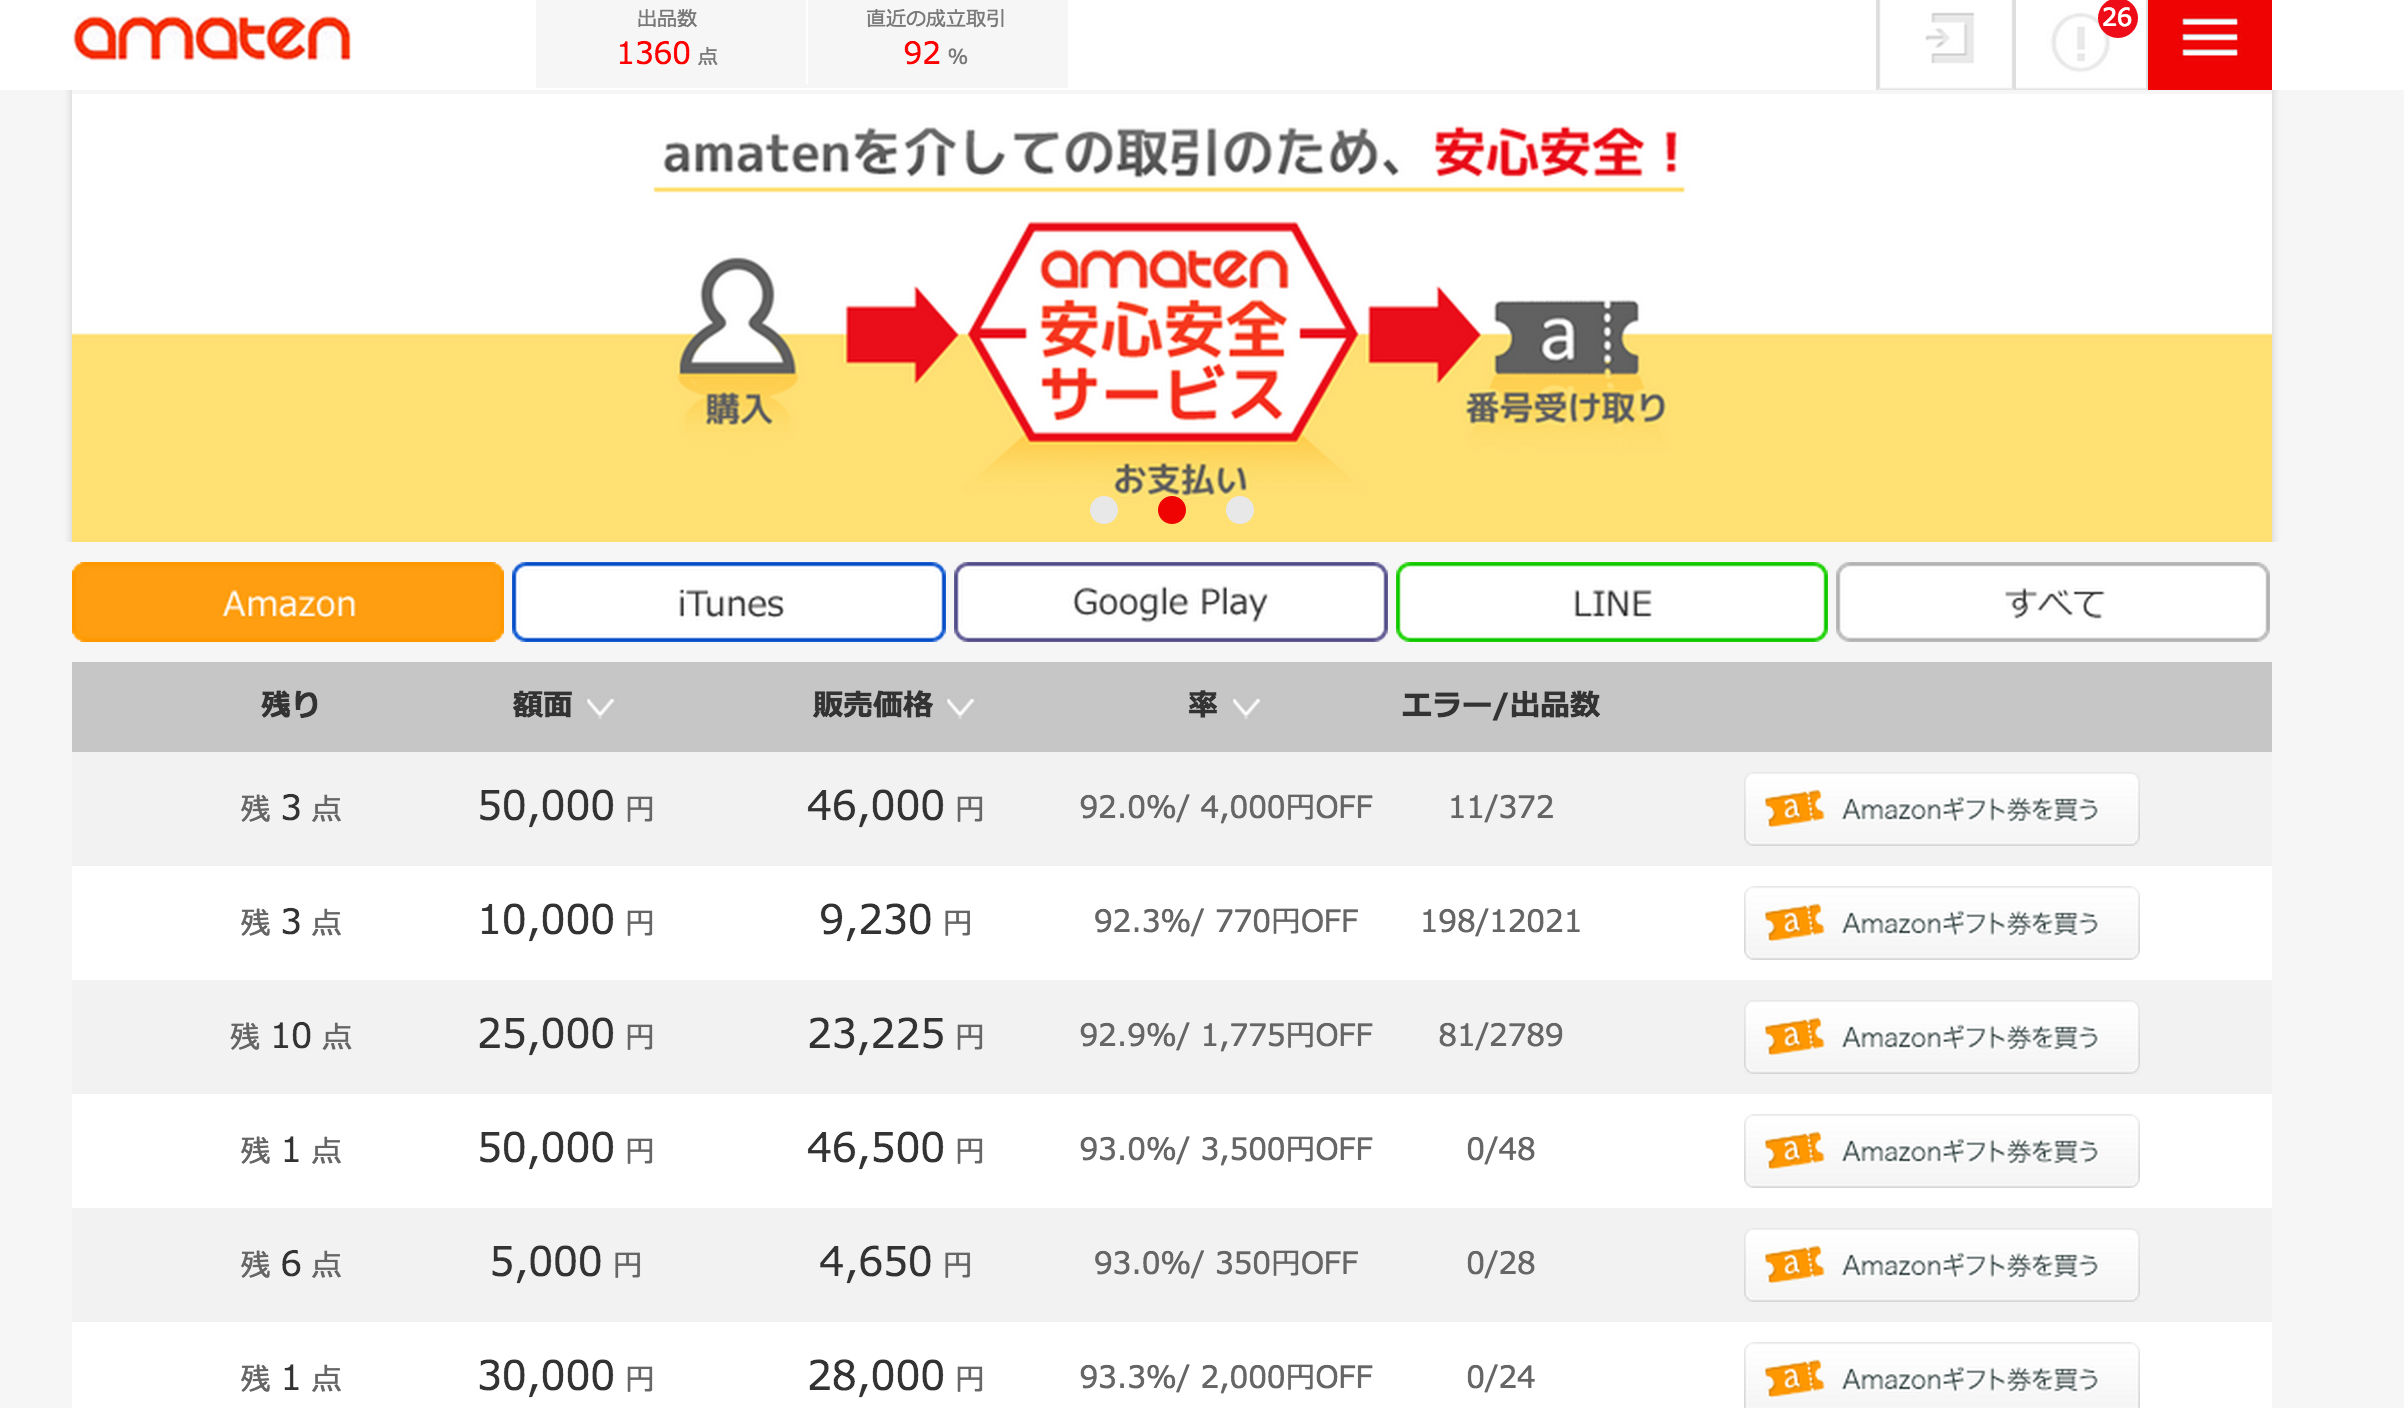 amaten
出品数
1360 点
直近の成立取引
92 %
26
amatenを介しての取引のため、安心安全！
amaten
安心安全
サービス
a
購入
番号受け取り
お支払い
Amazon
iTunes
Google Play
LINE
すべて
残り 額面 販売価格 率 エラー/出品数
残 3 点 50,000 円 46,000 円 92.0%/ 4,000円OFF 11/372 a Amazonギフト券を買う
残 3 点 10,000 円 9,230 円 92.3%/ 770円OFF 198/12021 a Amazonギフト券を買う
残 10 点 25,000 円 23,225 円 92.9%/ 1,775円OFF 81/2789 a Amazonギフト券を買う
残 1 点 50,000 円 46,500 円 93.0%/ 3,500円OFF 0/48 a Amazonギフト券を買う
残 6 点 5,000 円 4,650 円 93.0%/ 350円OFF 0/28 a Amazonギフト券を買う
残 1 点 30,000 円 28,000 円 93.3%/ 2,000円OFF 0/24 a Amazonギフト券を買う